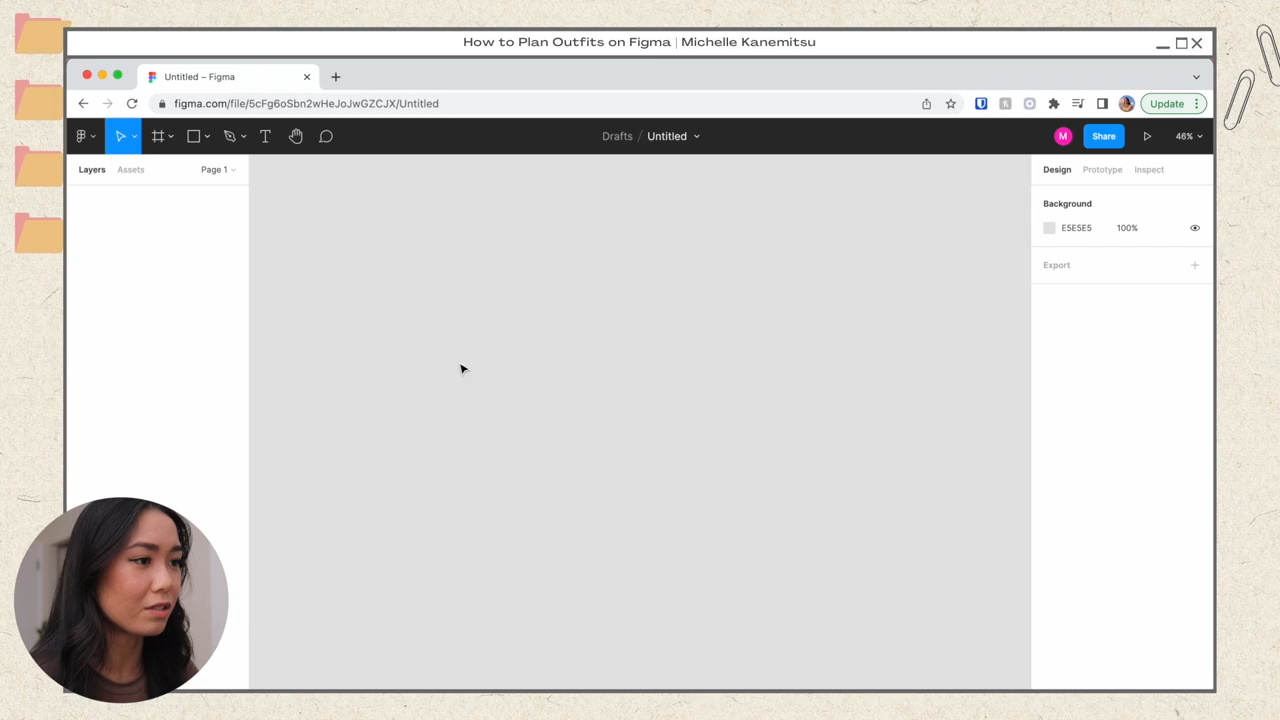 How to Plan Outfits on Figma | Michelle Kanemitsu
Untitled – Figma
figma.com/file/5cFg6oSbn2wHeJoJwGZCJX/Untitled
Update
Drafts / Untitled
M
Share
46%
Layers
Assets
Page 1
Design
Prototype
Inspect
Background
E5E5E5
100%
Export